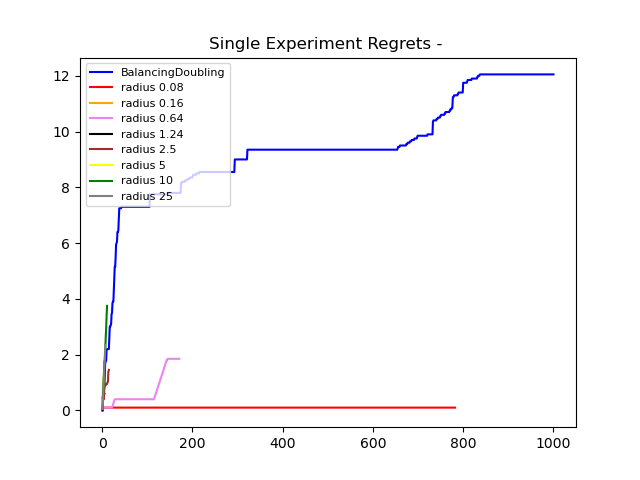 Single Experiment Regrets -
BalancingDoubling
radius 0.08
radius 0.16
radius 0.64
radius 1.24
radius 2.5
radius 5
radius 10
radius 25
12
10
8
6
4
2
0
0 200 400 600 800 1000